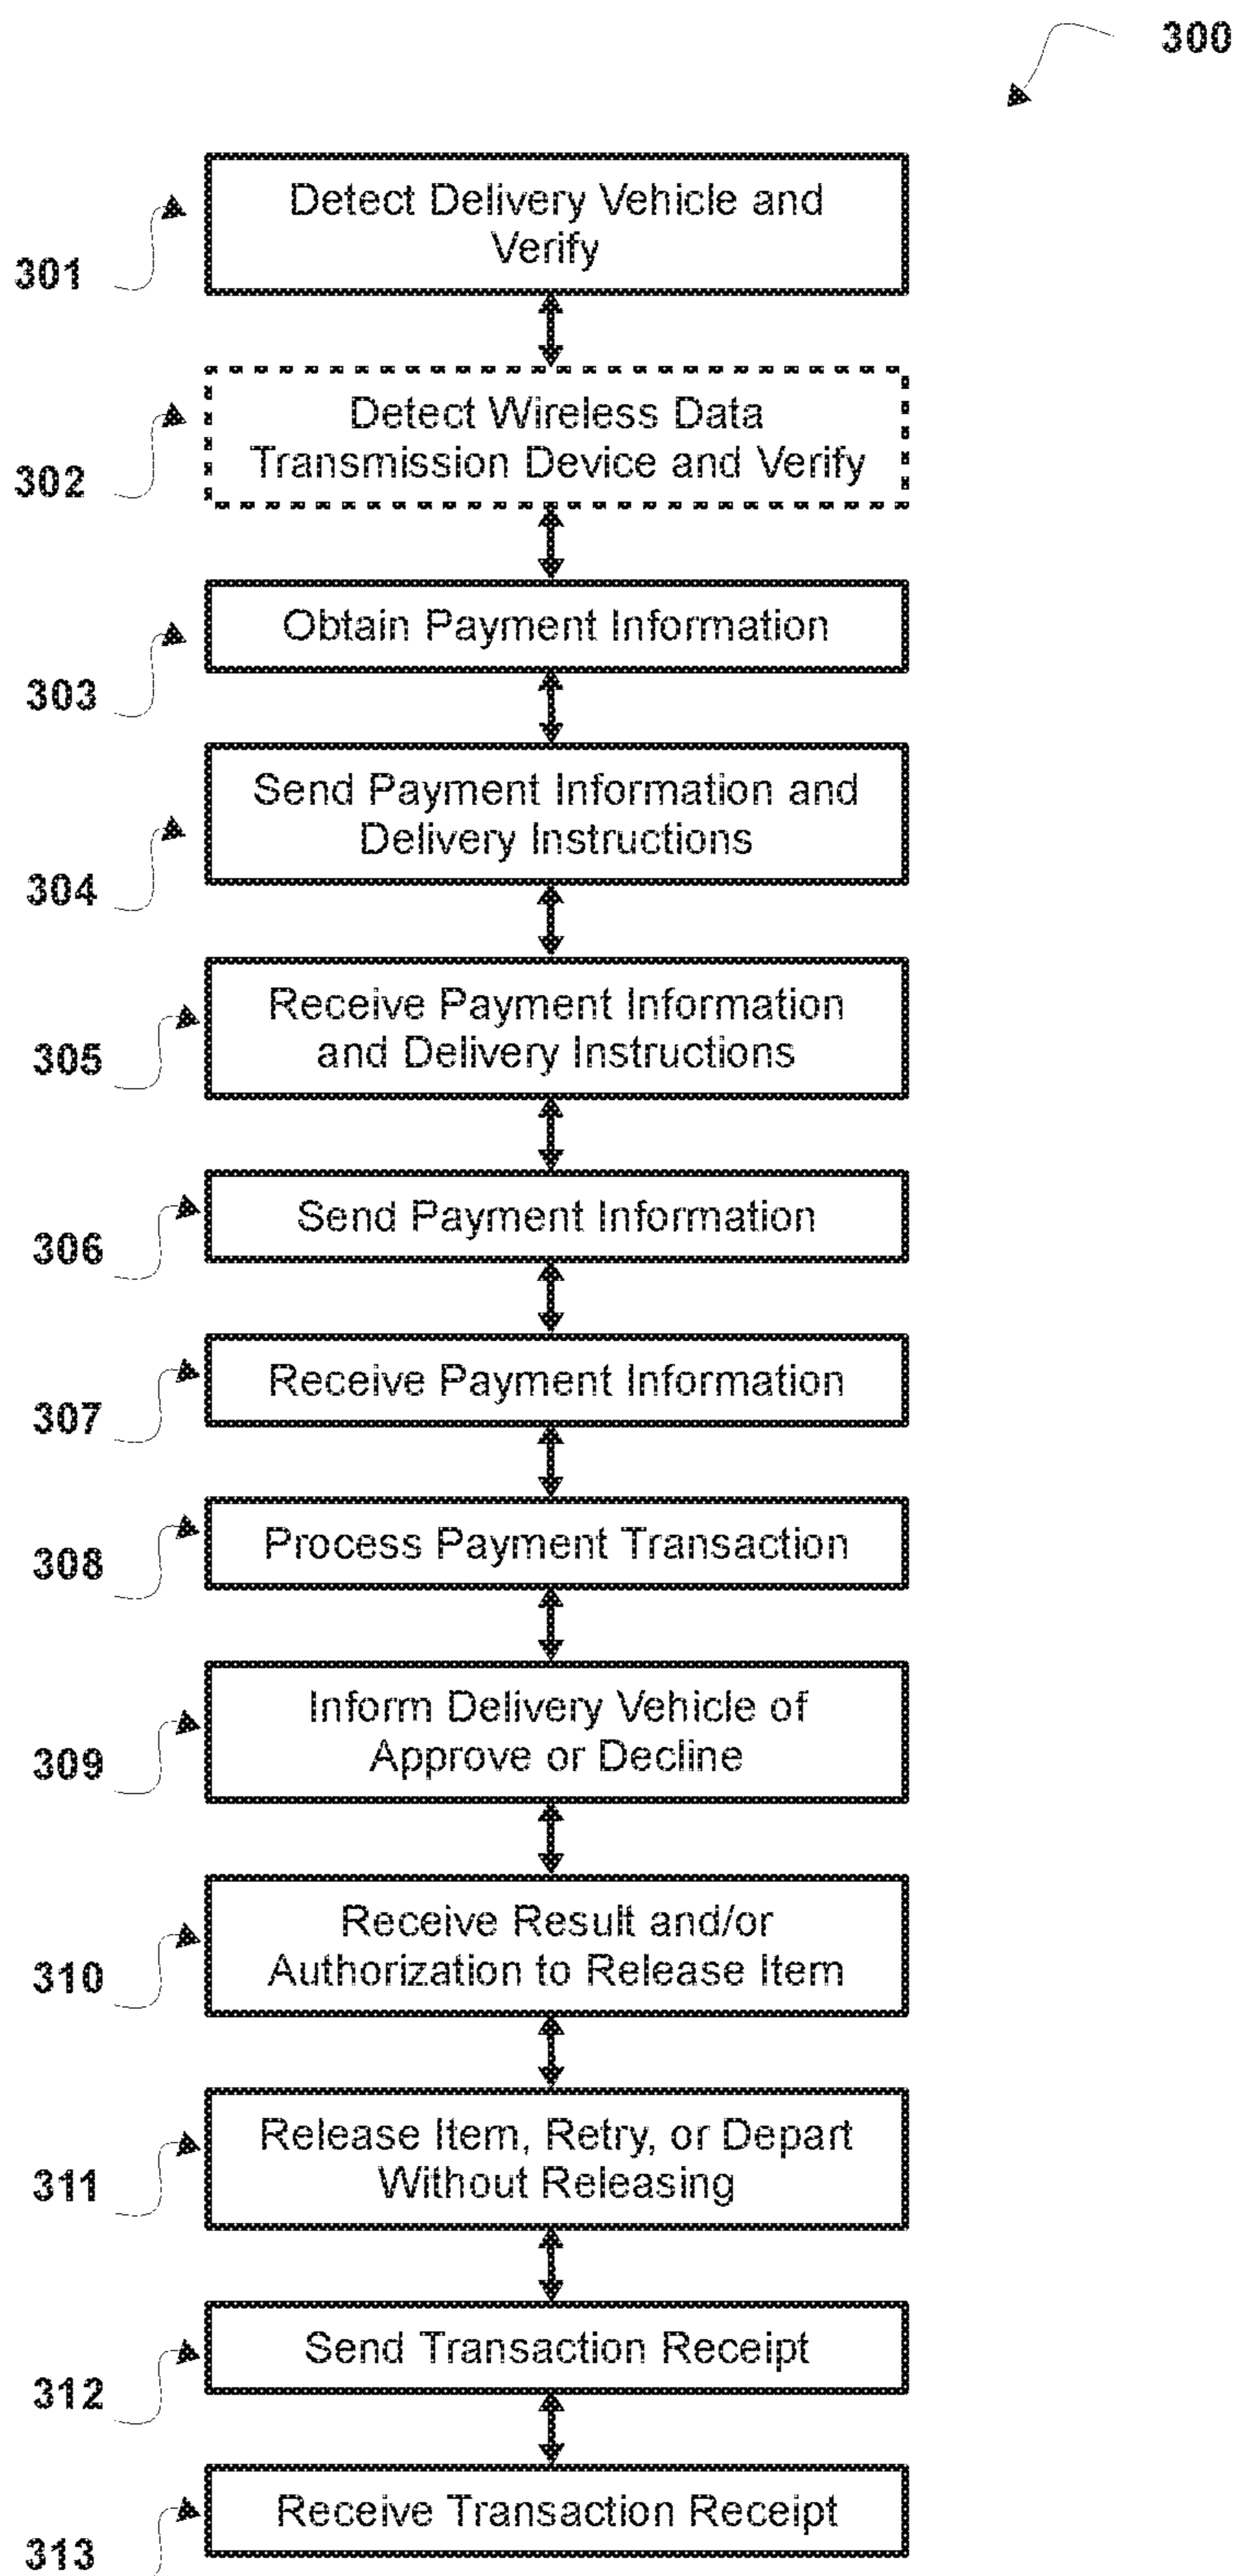 300
301
Detect Delivery Vehicle and
Verify
302
Detect Wireless Data
Transmission Device and Verify
303
Obtain Payment Information
304
Send Payment Information and
Delivery Instructions
305
Receive Payment Information
and Delivery Instructions
306
Send Payment Information
307
Receive Payment Information
308
Process Payment Transaction
309
Inform Delivery Vehicle of
Approve or Decline
310
Receive Result and/or
Authorization to Release Item
311
Release Item, Retry, or Depart
Without Releasing
312
Send Transaction Receipt
313
Receive Transaction Receipt